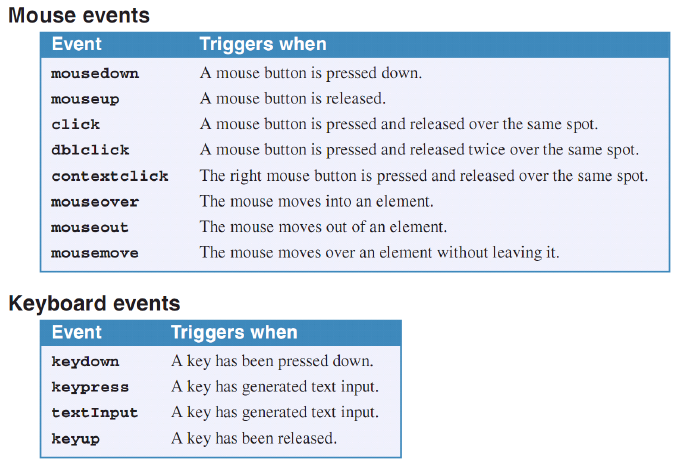 Mouse events
Event Triggers when
mousedown A mouse button is pressed down.
mouseup A mouse button is released.
click A mouse button is pressed and released over the same spot.
dblclick A mouse button is pressed and released twice over the same spot.
contextclick The right mouse button is pressed and released over the same spot.
mouseover The mouse moves into an element.
mouseout The mouse moves out of an element.
mousemove The mouse moves over an element without leaving it.
Keyboard events
Event Triggers when
keydown A key has been pressed down.
keypress A key has generated text input.
textInput A key has generated text input.
keyup A key has been released.